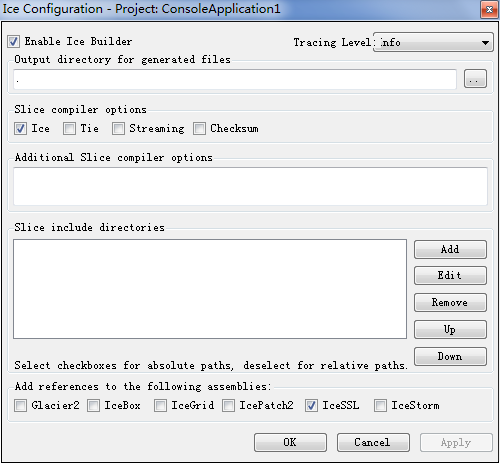 Ice Configuration - Project: ConsoleApplication1
Enable Ice Builder Tracing Level: info
Output directory for generated files
. ..
Slice compiler options
Ice Tie Streaming Checksum
Additional Slice compiler options
Slice include directories
Add
Edit
Remove
Up
Down
Select checkboxes for absolute paths, deselect for relative paths.
Add references to the following assemblies:
Glacier2 IceBox IceGrid IcePatch2 IceSSL IceStorm
OK Cancel Apply